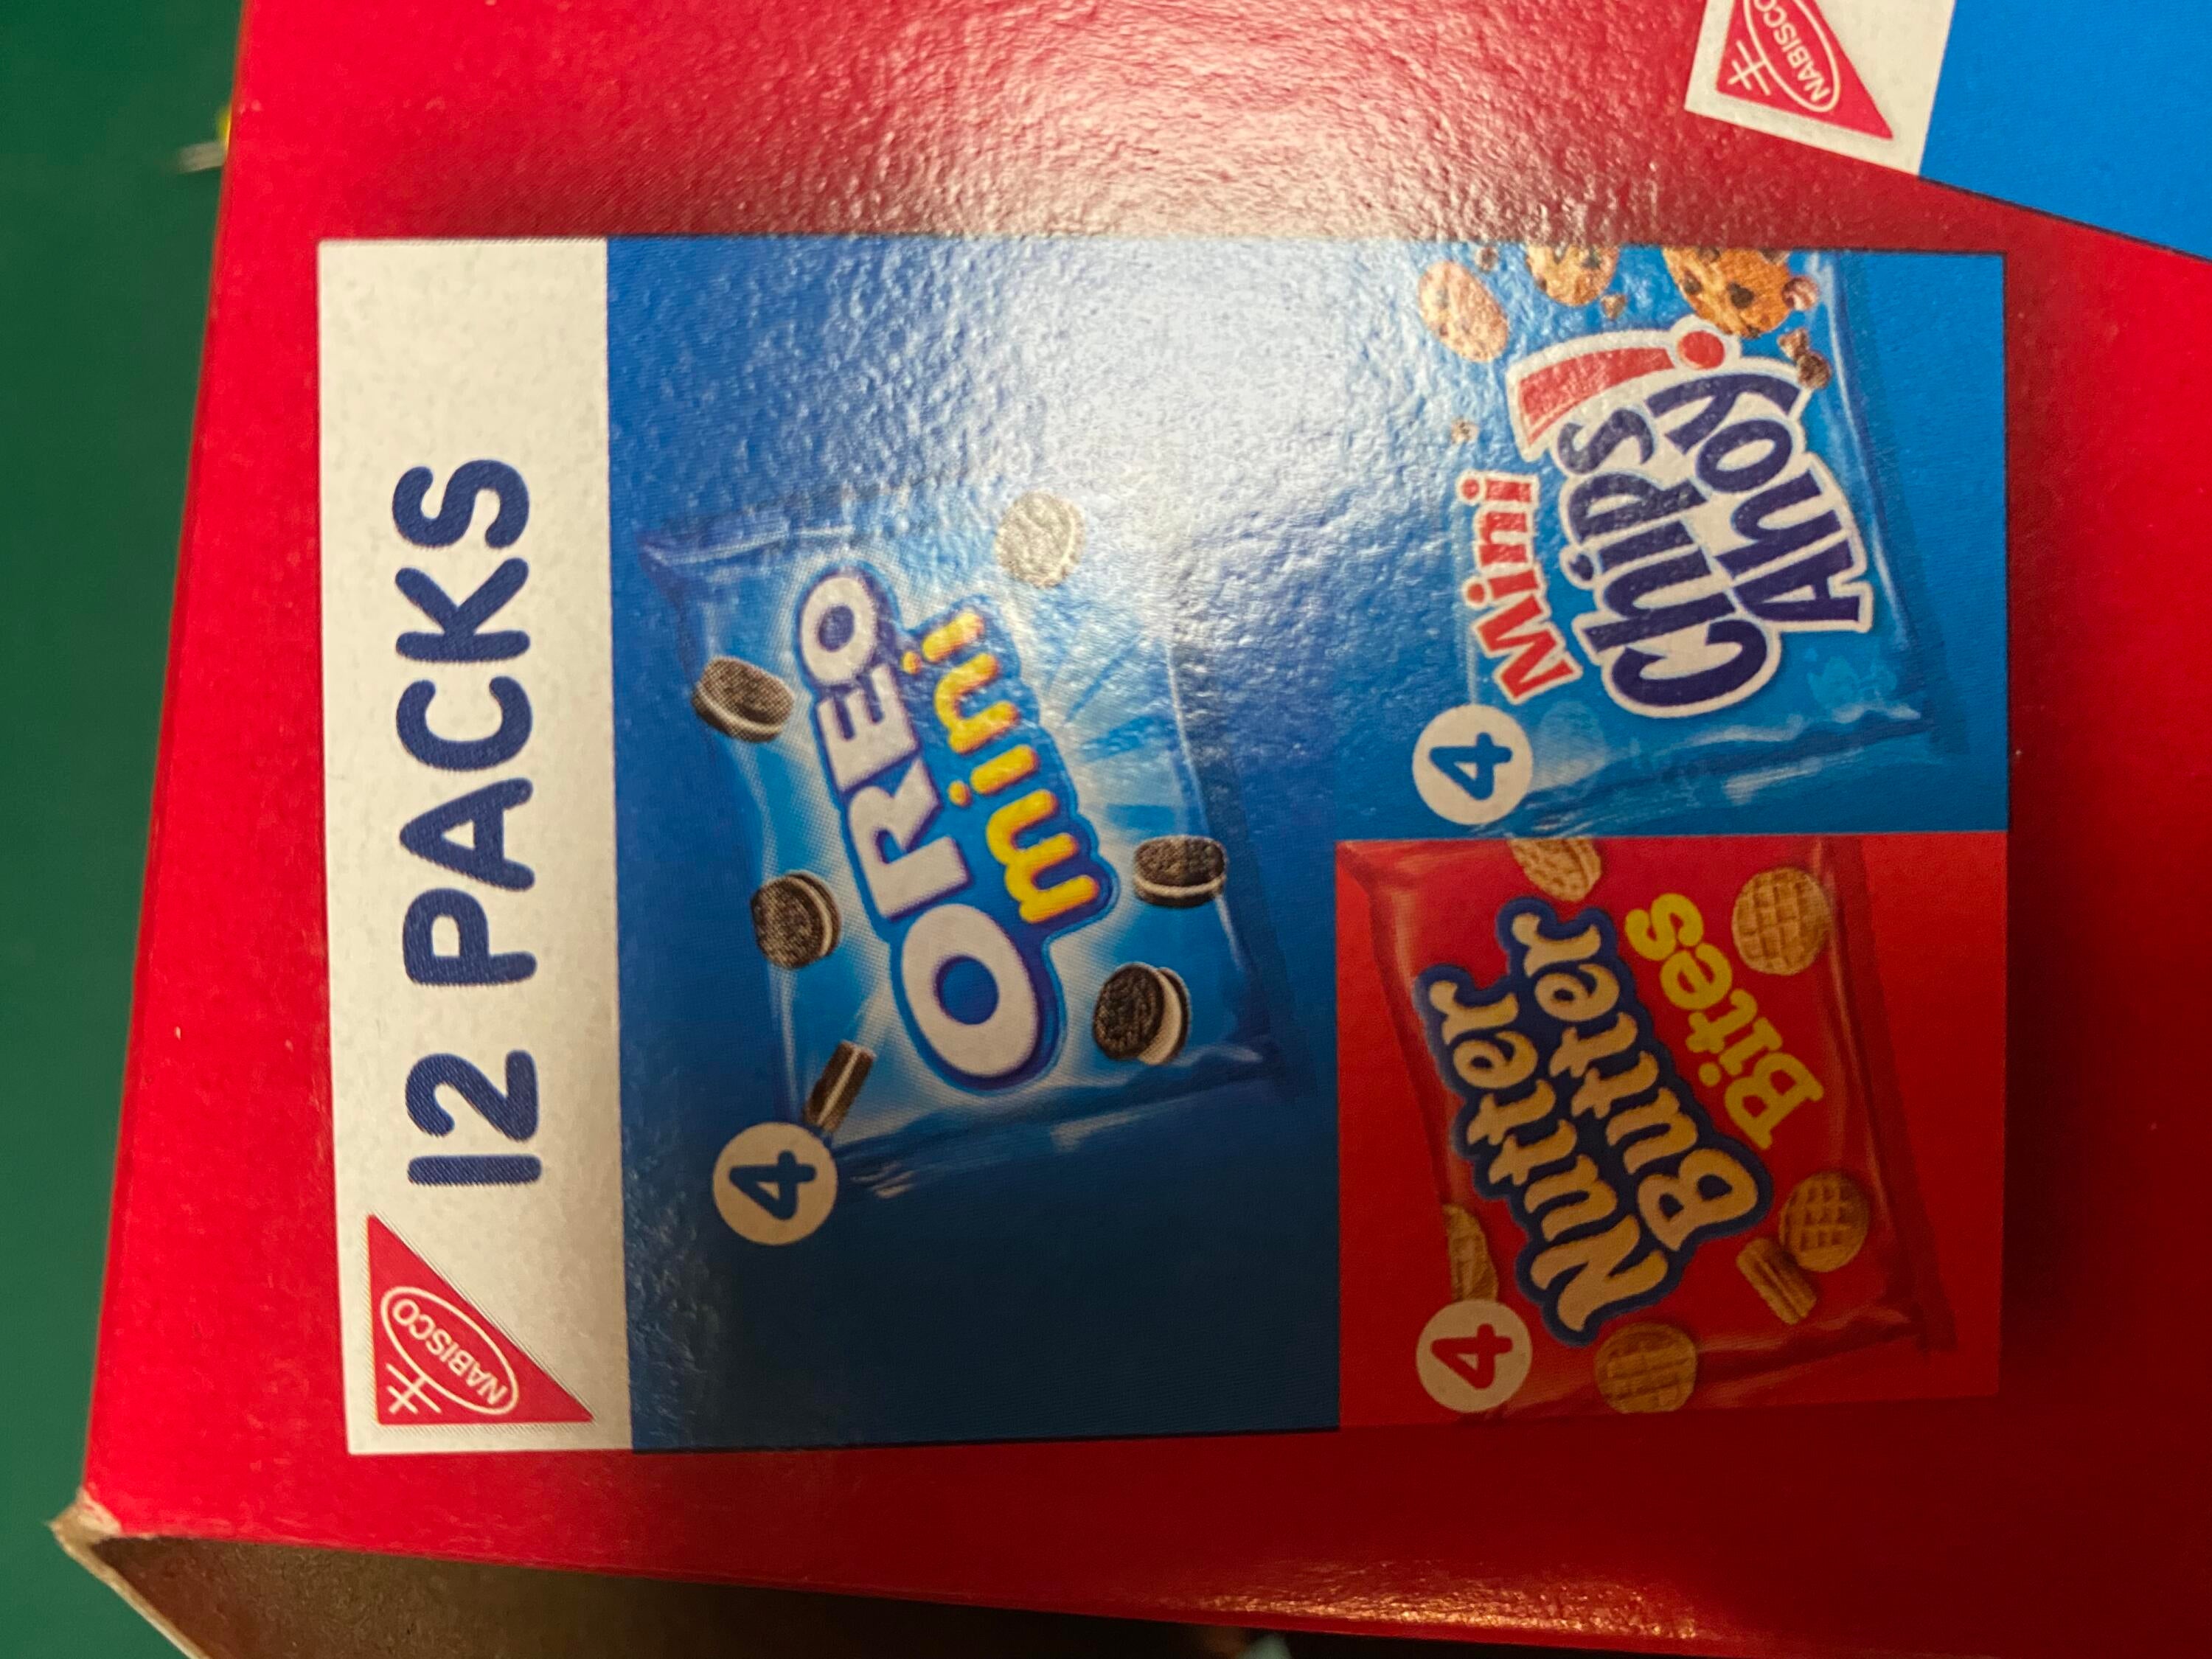 NABISCO
12 PACKS
4
OREO
mini
4
Nutter
Butter
Bites
4
Mini
Chips
Ahoy!
NABISCO